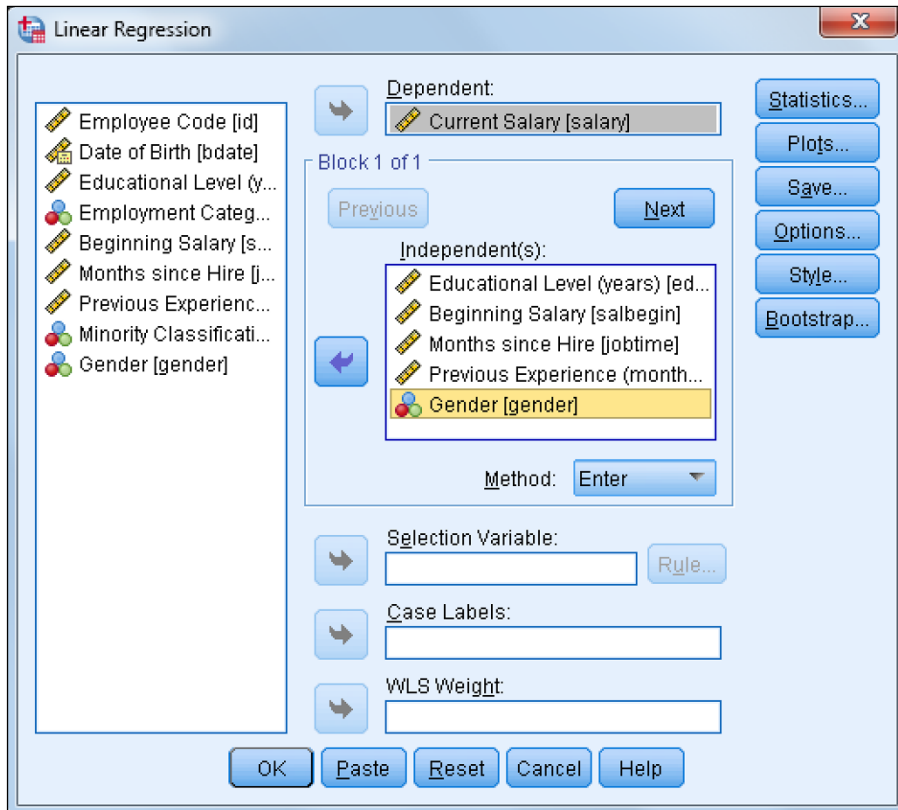 Linear Regression
Employee Code [id]
Date of Birth [bdate]
Educational Level (y...
Employment Categ...
Beginning Salary [s...
Months since Hire [j...
Previous Experienc...
Minority Classificati...
Gender [gender]
Dependent:
Current Salary [salary]
Block 1 of 1
Previous
Next
Independent(s):
Educational Level (years) [ed...
Beginning Salary [salbegin]
Months since Hire [jobtime]
Previous Experience (month...
Gender [gender]
Method: Enter
Selection Variable:
Rule...
Case Labels:
WLS Weight:
Statistics...
Plots...
Save...
Options...
Style...
Bootstrap...
OK Paste Reset Cancel Help